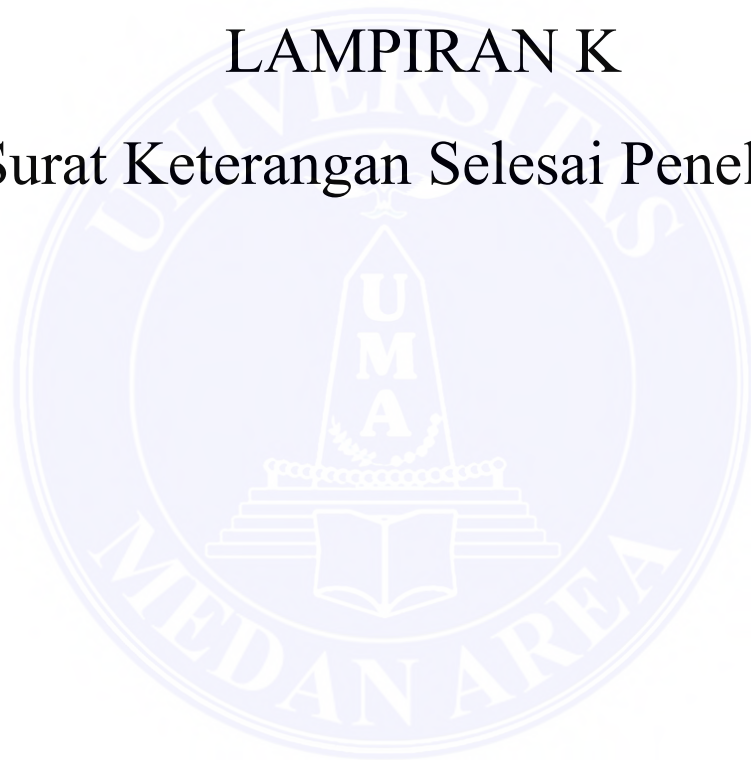 LAMPIRAN K
Surat Keterangan Selesai Penel
UNIVERSITAS
U
M
A
MEDAN AREA